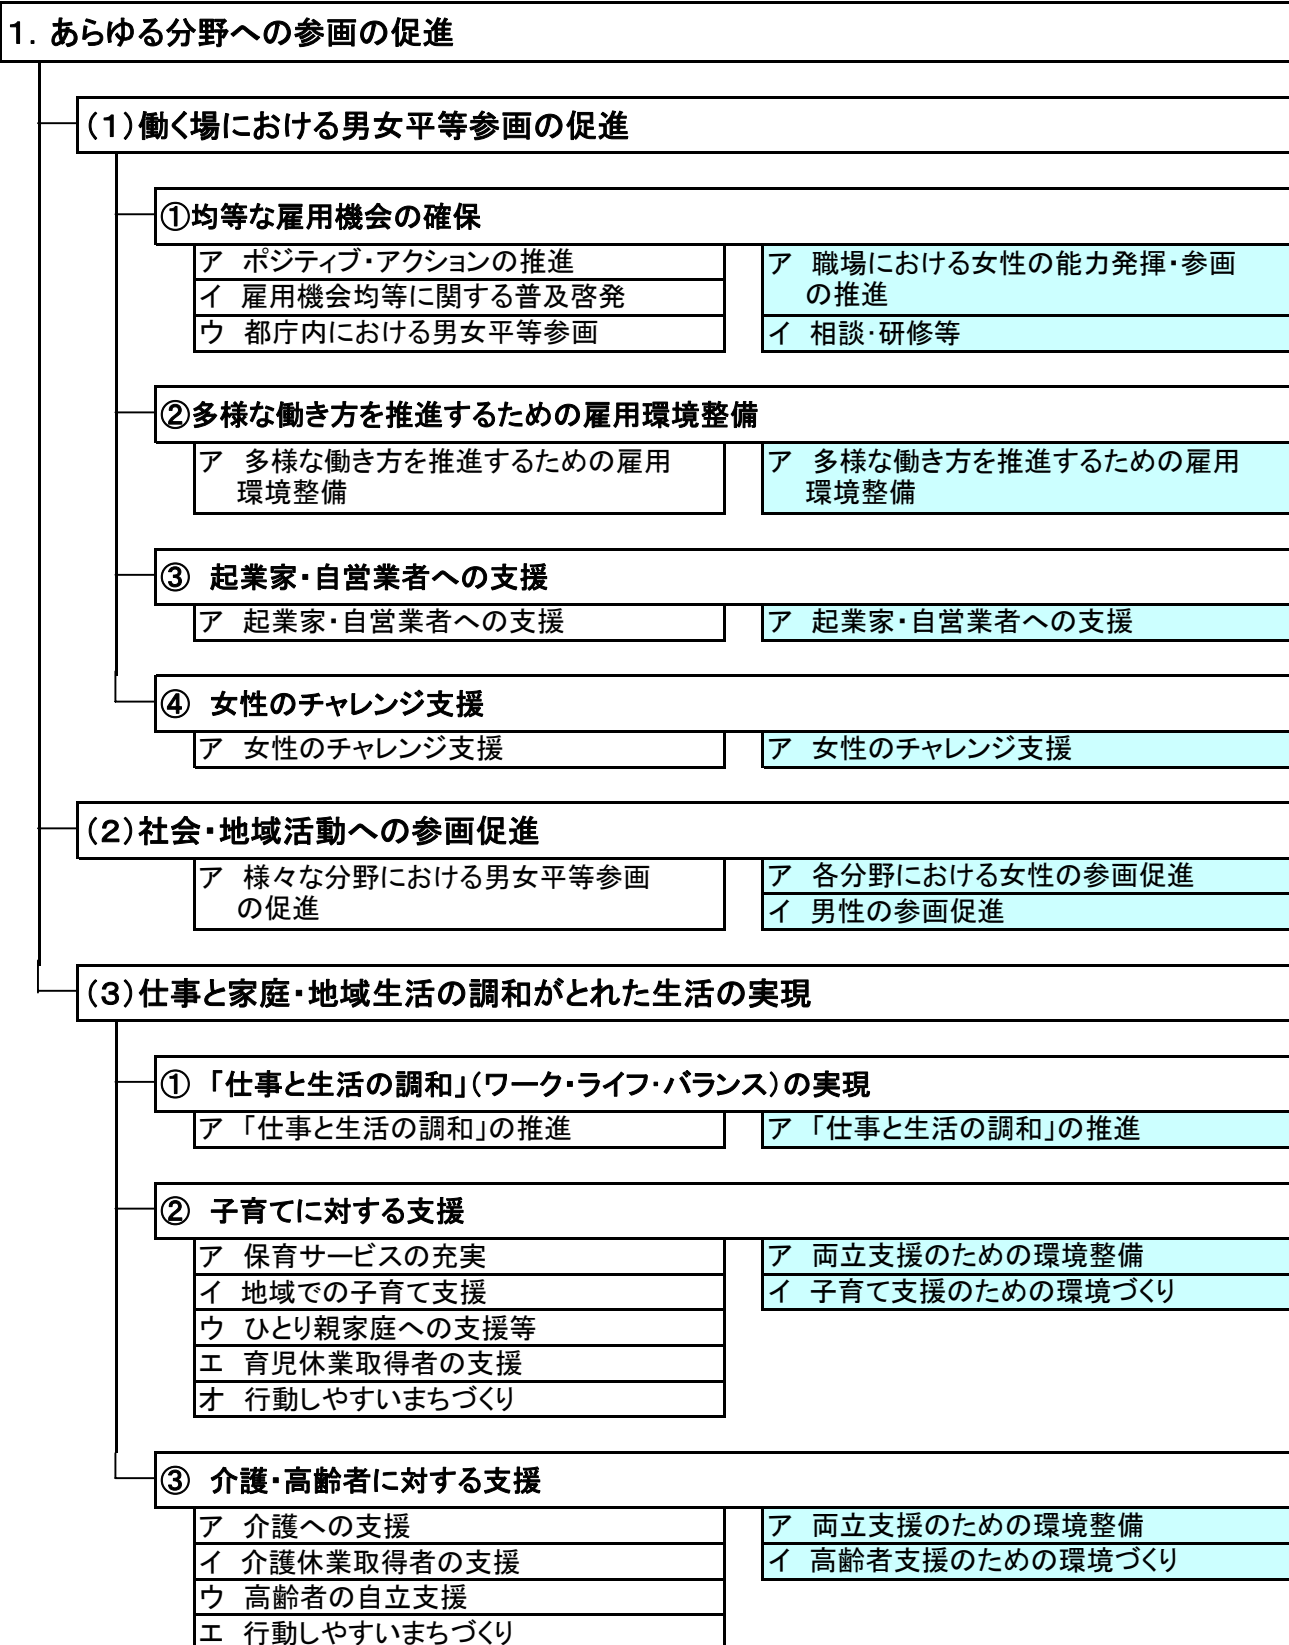 １．あらゆる分野への参画の促進
（１）働く場における男女平等参画の促進
①均等な雇用機会の確保
ア　ポジティブ・アクションの推進
イ　雇用機会均等に関する普及啓発
ウ　都庁内における男女平等参画
ア　職場における女性の能力発揮・参画
の推進
イ　相談・研修等
②多様な働き方を推進するための雇用環境整備
ア　多様な働き方を推進するための雇用
環境整備
ア　多様な働き方を推進するための雇用
環境整備
③　起業家・自営業者への支援
ア　起業家・自営業者への支援
ア　起業家・自営業者への支援
④　女性のチャレンジ支援
ア　女性のチャレンジ支援
ア　女性のチャレンジ支援
（２）社会・地域活動への参画促進
ア　様々な分野における男女平等参画
の促進
ア　各分野における女性の参画促進
イ　男性の参画促進
（３）仕事と家庭・地域生活の調和がとれた生活の実現
①　「仕事と生活の調和」（ワーク・ライフ・バランス）の実現
ア　「仕事と生活の調和」の推進
ア　「仕事と生活の調和」の推進
②　子育てに対する支援
ア　保育サービスの充実
イ　地域での子育て支援
ウ　ひとり親家庭への支援等
エ　育児休業取得者の支援
オ　行動しやすいまちづくり
ア　両立支援のための環境整備
イ　子育て支援のための環境づくり
③　介護・高齢者に対する支援
ア　介護への支援
イ　介護休業取得者の支援
ウ　高齢者の自立支援
エ　行動しやすいまちづくり
ア　両立支援のための環境整備
イ　高齢者支援のための環境づくり